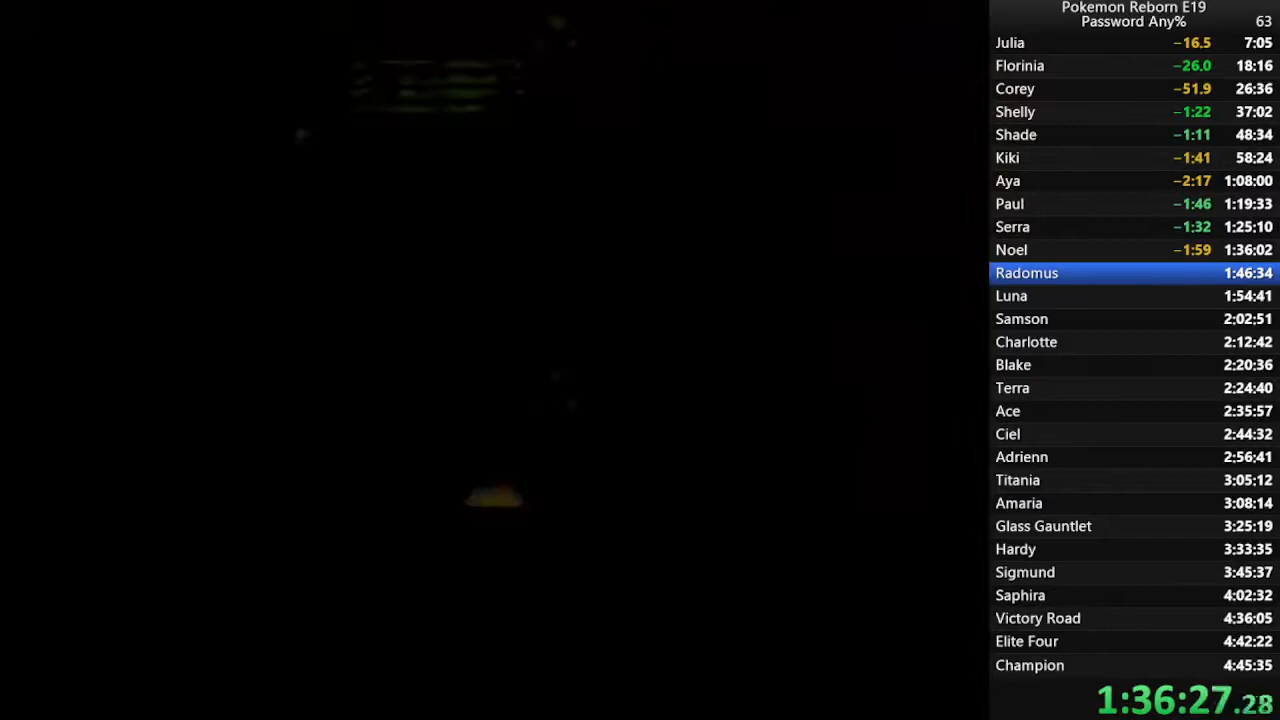 Pokemon Reborn E19
Password Any% 63
Julia −16.5 7:05
Florinia −26.0 18:16
Corey −51.9 26:36
Shelly −1:22 37:02
Shade −1:11 48:34
Kiki −1:41 58:24
Aya −2:17 1:08:00
Paul −1:46 1:19:33
Serra −1:32 1:25:10
Noel −1:59 1:36:02
Radomus 1:46:34
Luna 1:54:41
Samson 2:02:51
Charlotte 2:12:42
Blake 2:20:36
Terra 2:24:40
Ace 2:35:57
Ciel 2:44:32
Adrienn 2:56:41
Titania 3:05:12
Amaria 3:08:14
Glass Gauntlet 3:25:19
Hardy 3:33:35
Sigmund 3:45:37
Saphira 4:02:32
Victory Road 4:36:05
Elite Four 4:42:22
Champion 4:45:35
1:36:27.28